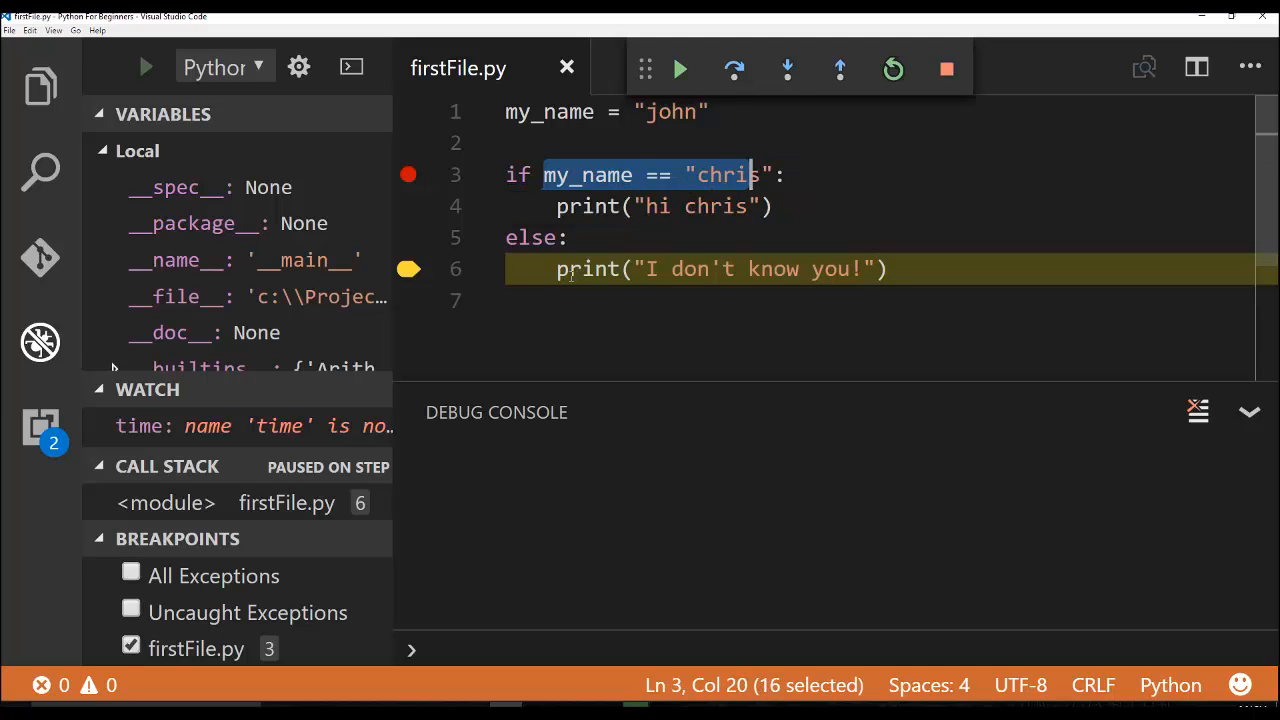 firstFile.py - Python For Beginners - Visual Studio Code
File Edit View Go Help
Python
firstFile.py
VARIABLES
Local
__spec__: None
__package__: None
__name__: '__main__'
__file__: 'c:\\Projec…
__doc__: None
__builtins__: {'Arith
WATCH
time: name 'time' is no…
CALL STACK PAUSED ON STEP
<module> firstFile.py 6
BREAKPOINTS
All Exceptions
Uncaught Exceptions
firstFile.py 3
2
1 my_name = "john"
2
3 if my_name == "chris":
4 print("hi chris")
5 else:
6 print("I don't know you!")
7
DEBUG CONSOLE
0 0
Ln 3, Col 20 (16 selected) Spaces: 4 UTF-8 CRLF Python